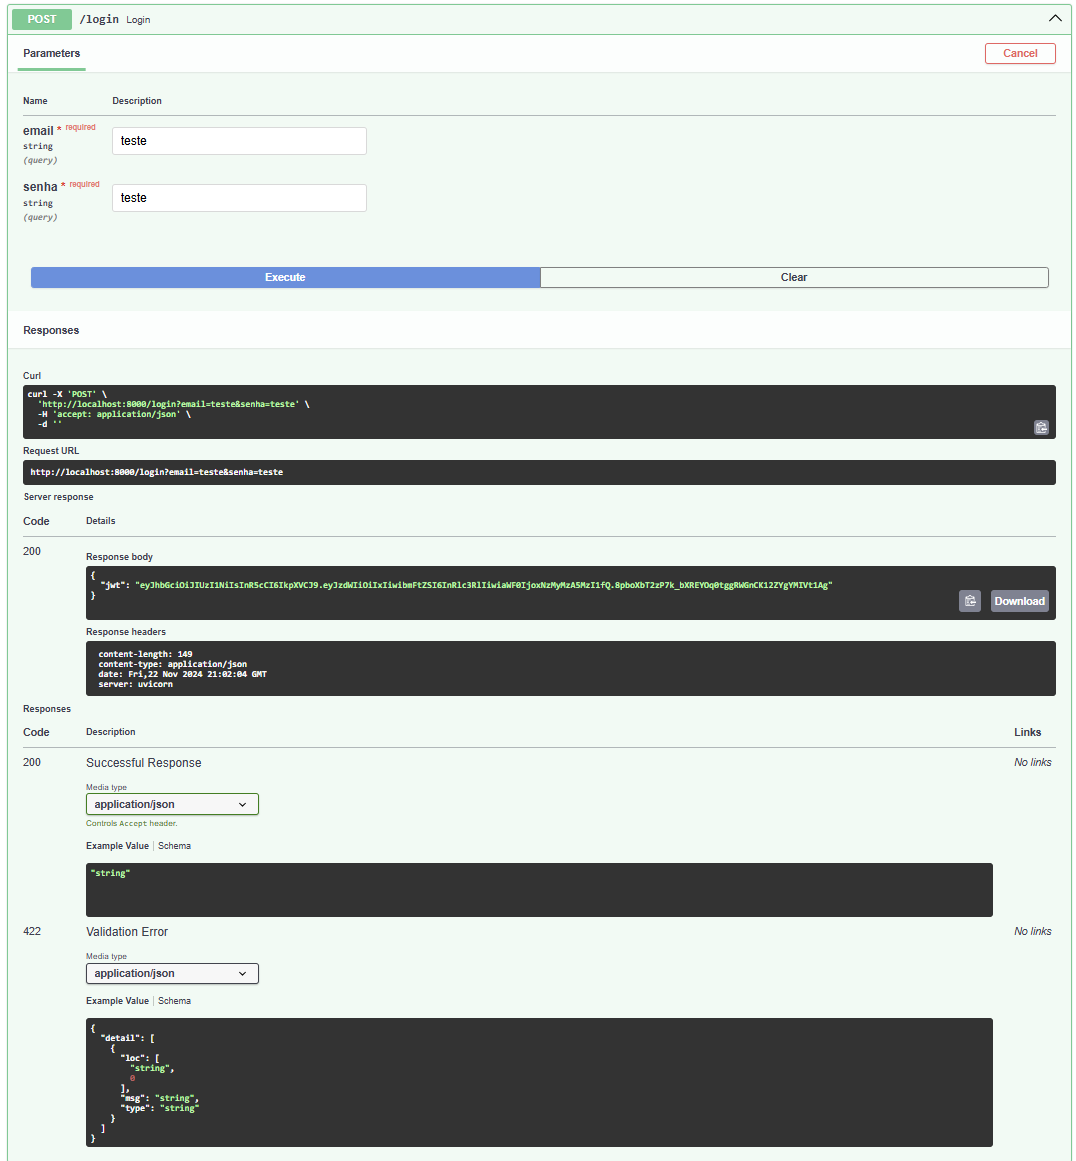 POST /login Login
Parameters
Cancel
Name Description
email * required
string
(query)
teste
senha * required
string
(query)
teste
Execute Clear
Responses
Curl
curl -X 'POST' \
'http://localhost:8000/login?email=teste&senha=teste' \
-H 'accept: application/json' \
-d ''
Request URL
http://localhost:8000/login?email=teste&senha=teste
Server response
Code Details
200
Response body
{
"jwt": "eyJhbGciOiJIUzI1NiIsInR5cCI6IkpXVCJ9.eyJzdWIiOiIxIiwibmFtZSI6InRlc3RlIiwiaWF0IjoxNzMyMzA5MzI1fQ.8pboXbT2zP7k_bXREYOq0tggRWGnCK12ZYgYMIVt1Ag"
}
Download
Response headers
content-length: 149
content-type: application/json
date: Fri,22 Nov 2024 21:02:04 GMT
server: uvicorn
Responses
Code Description Links
200 Successful Response No links
Media type
application/json
Controls Accept header.
Example Value | Schema
"string"
422 Validation Error No links
Media type
application/json
Example Value | Schema
{
"detail": [
{
"loc": [
"string",
0
],
"msg": "string",
"type": "string"
}
]
}